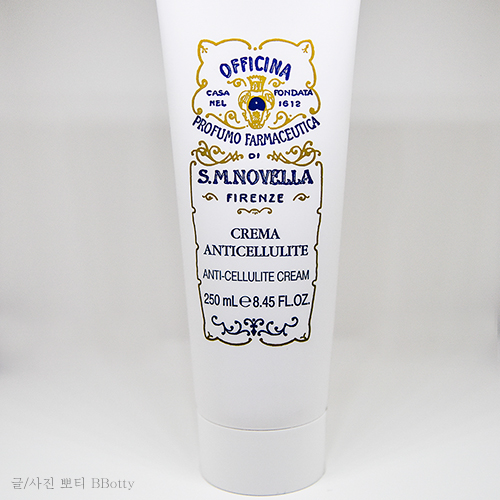 OFFICINA
CASA FONDATA
NEL 1612
PROFUMO FARMACEUTICA
DI
S.M.NOVELLA
FIRENZE
CREMA
ANTICELLULITE
ANTI-CELLULITE CREAM
250 mL ℮ 8.45 FL.OZ.
글/사진 뽀티 BBotty